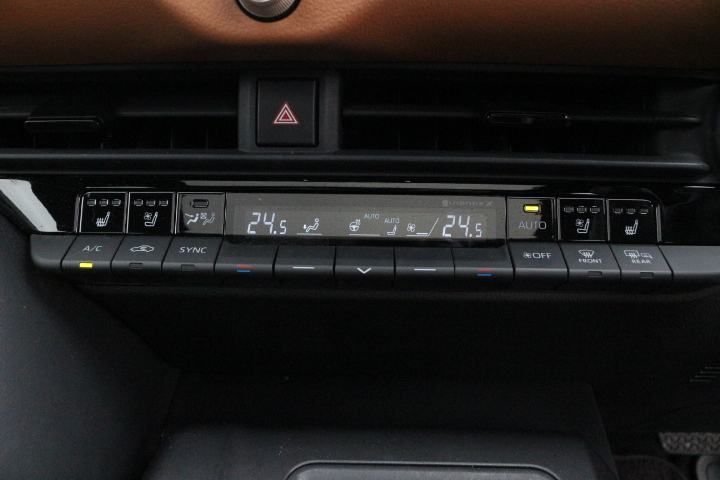 nanoe X
24.5
AUTO
AUTO
24.5
AUTO
A/C
SYNC
OFF
FRONT
REAR